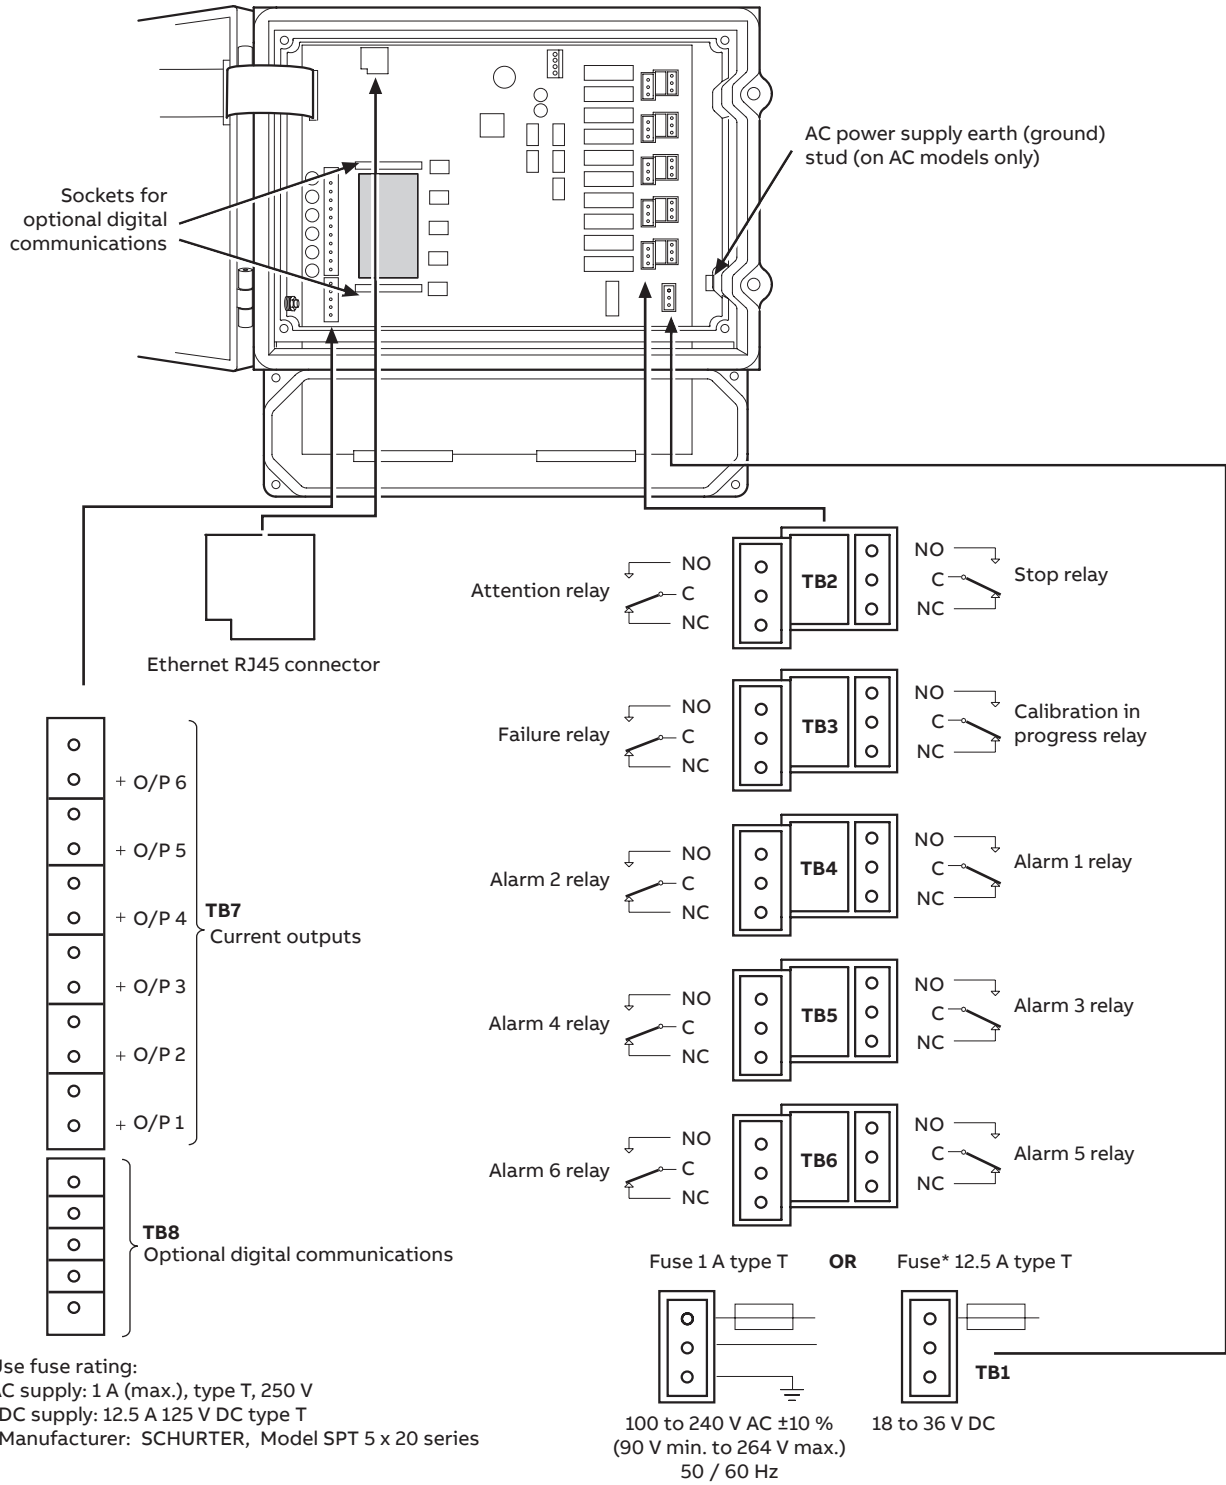 AC power supply earth (ground)
stud (on AC models only)
Sockets for
optional digital
communications
Ethernet RJ45 connector
Attention relay
NO
C
NC
TB2
NO
C
NC
Stop relay
Failure relay
NO
C
NC
TB3
NO
C
NC
Calibration in
progress relay
Alarm 2 relay
NO
C
NC
TB4
NO
C
NC
Alarm 1 relay
Alarm 4 relay
NO
C
NC
TB5
NO
C
NC
Alarm 3 relay
Alarm 6 relay
NO
C
NC
TB6
NO
C
NC
Alarm 5 relay
+ O/P 6
+ O/P 5
+ O/P 4
+ O/P 3
+ O/P 2
+ O/P 1
TB7
Current outputs
TB8
Optional digital communications
Fuse 1 A type T
OR
Fuse* 12.5 A type T
TB1
100 to 240 V AC ±10 %
(90 V min. to 264 V max.)
50 / 60 Hz
18 to 36 V DC
fuse rating:
supply: 1 A (max.), type T, 250 V
DC supply: 12.5 A 125 V DC type T
Manufacturer: SCHURTER, Model SPT 5 x 20 series